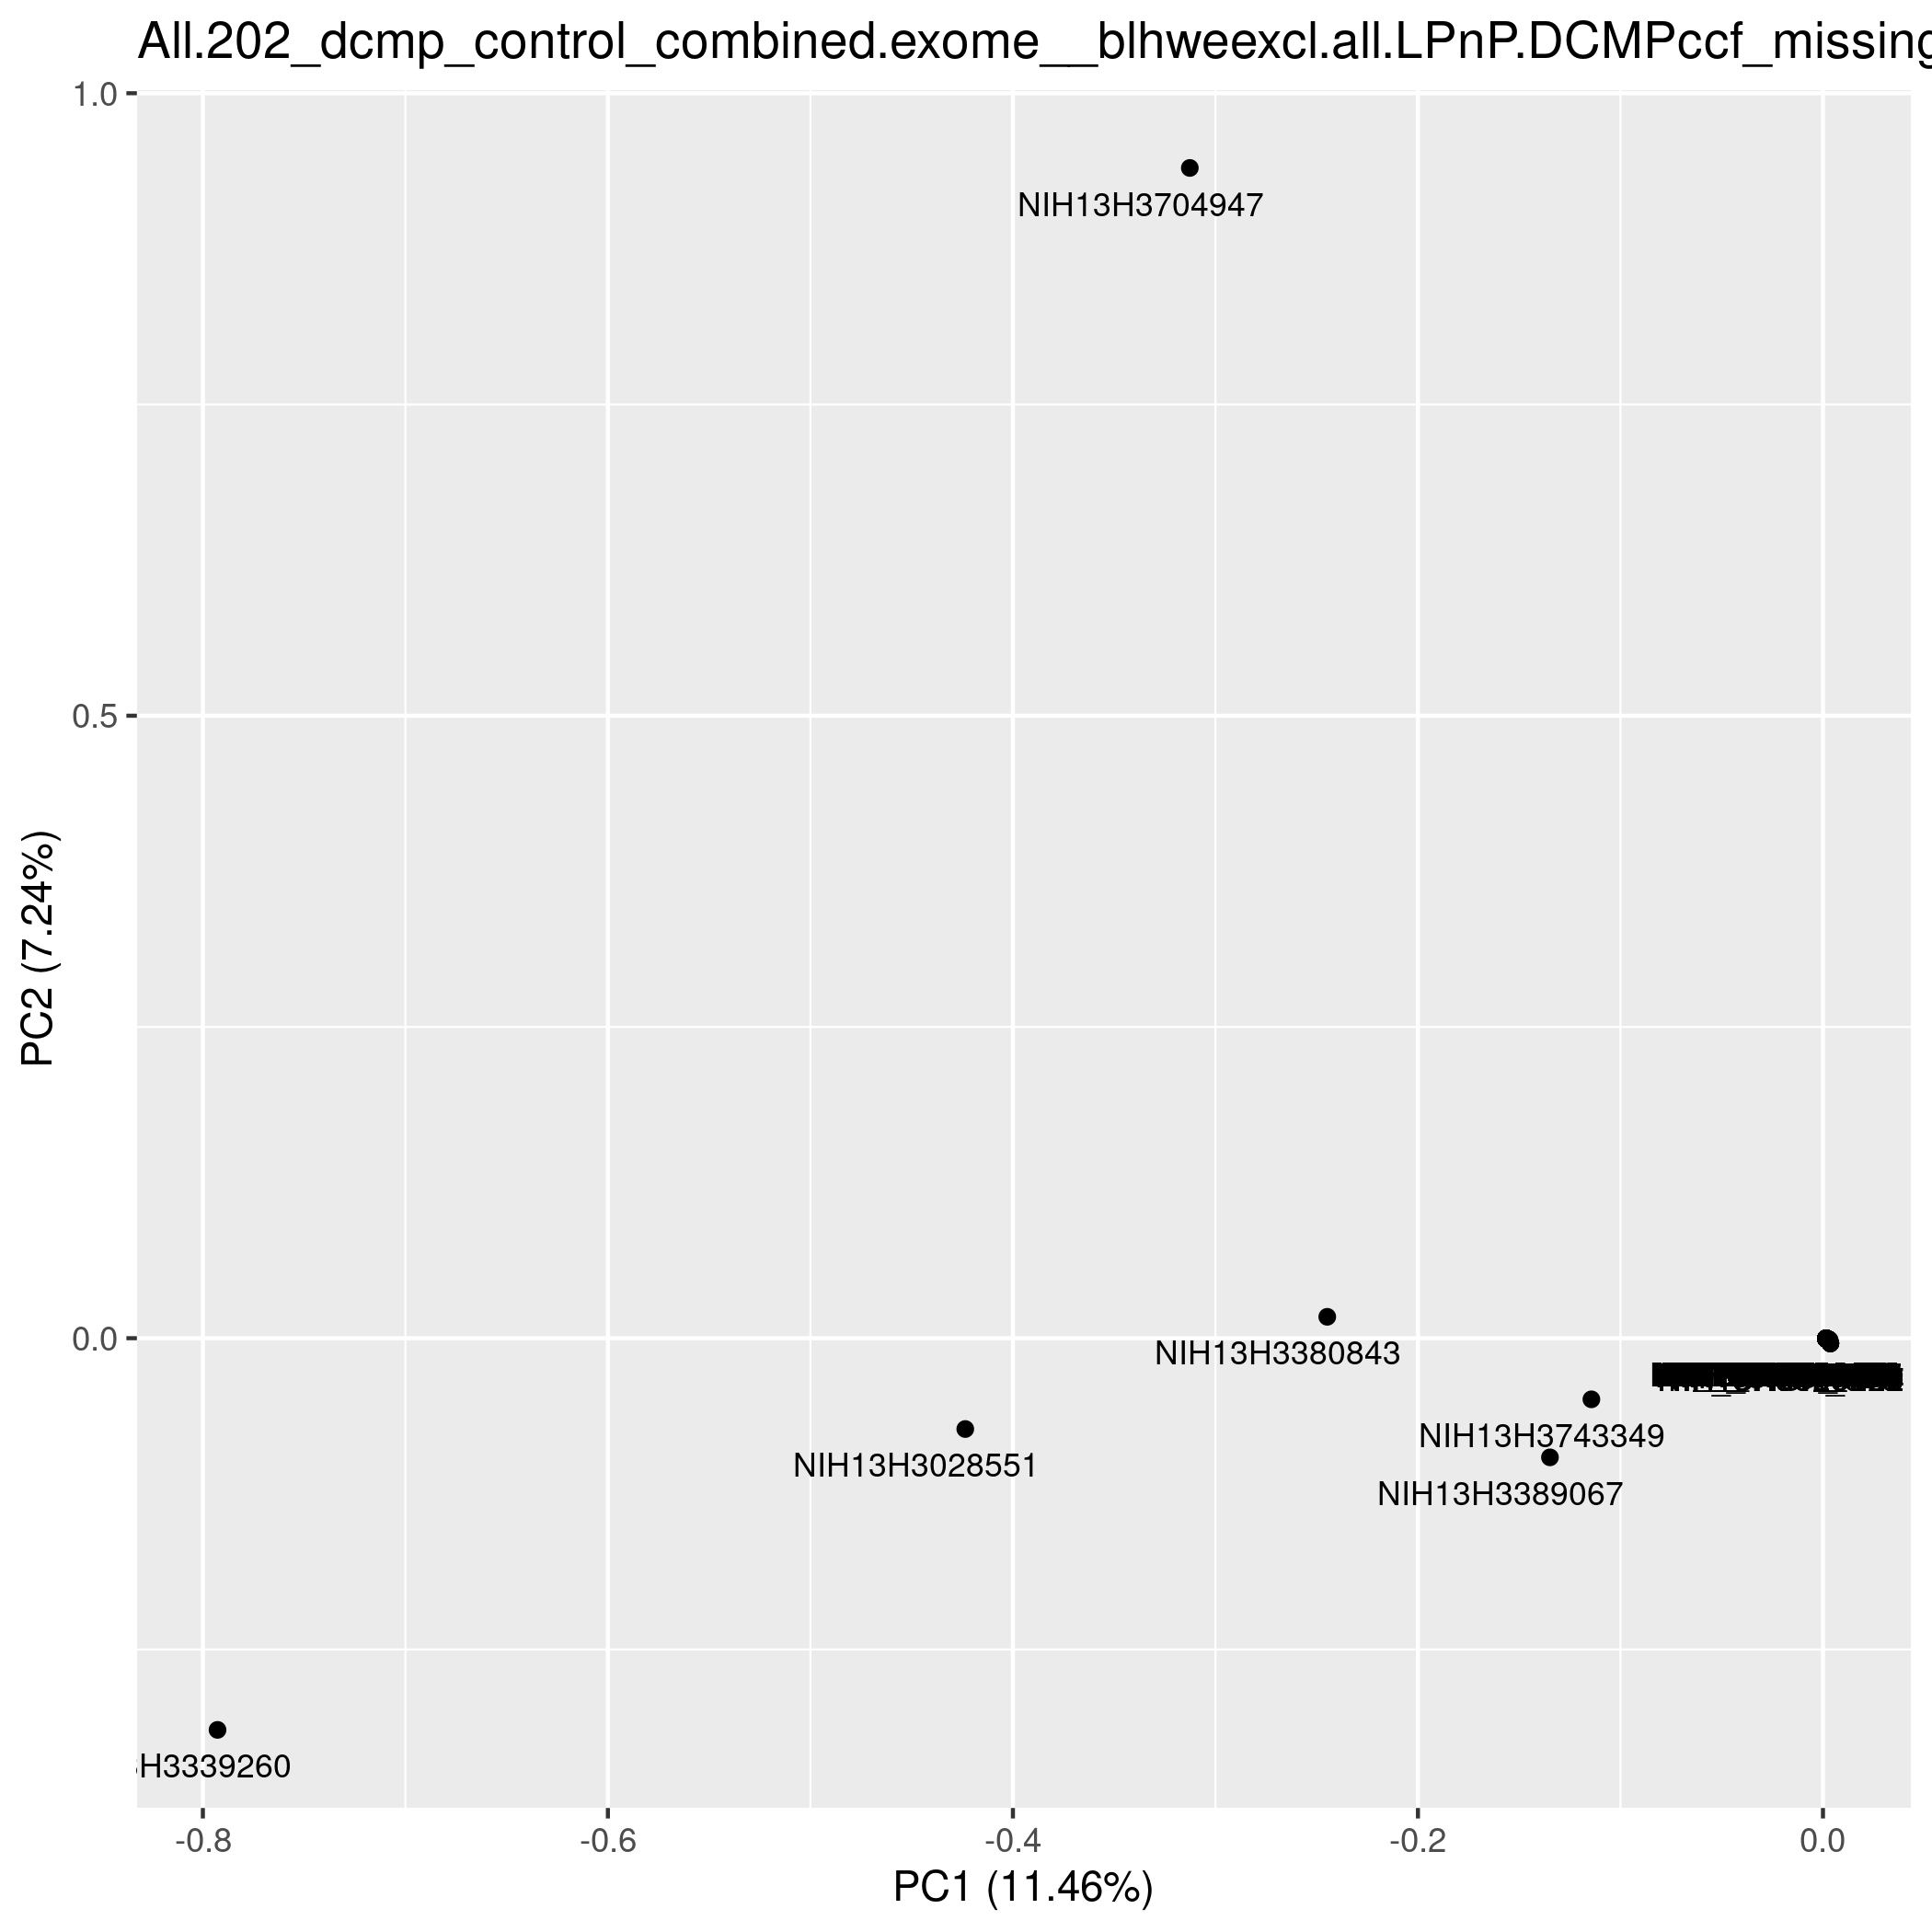 All.202_dcmp_control_combined.exome__blhweexcl.all.LPnP.DCMPccf_missing
1.0
NIH13H3704947
0.5
PC2 (7.24%)
0.0
NIH13H3380843
NIH13H3743349
NIH13H3028551
NIH13H3389067
H3339260
-0.8
-0.6
-0.4
-0.2
0.0
PC1 (11.46%)